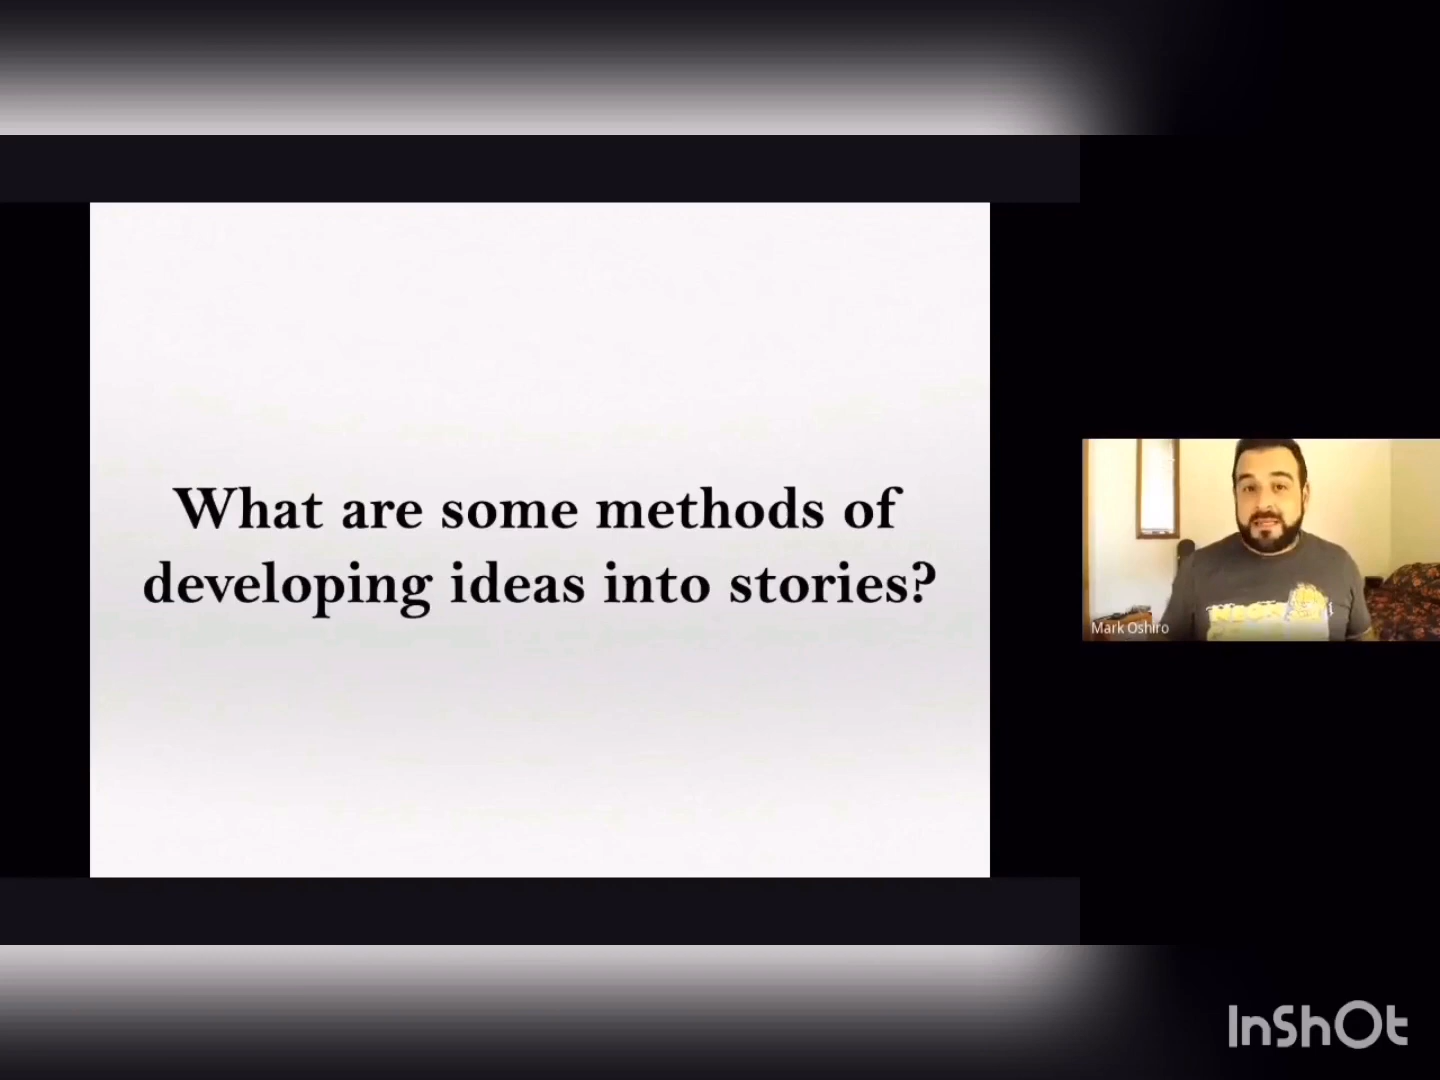 What are some methods of
developing ideas into stories?
Mark Oshiro
InShOt